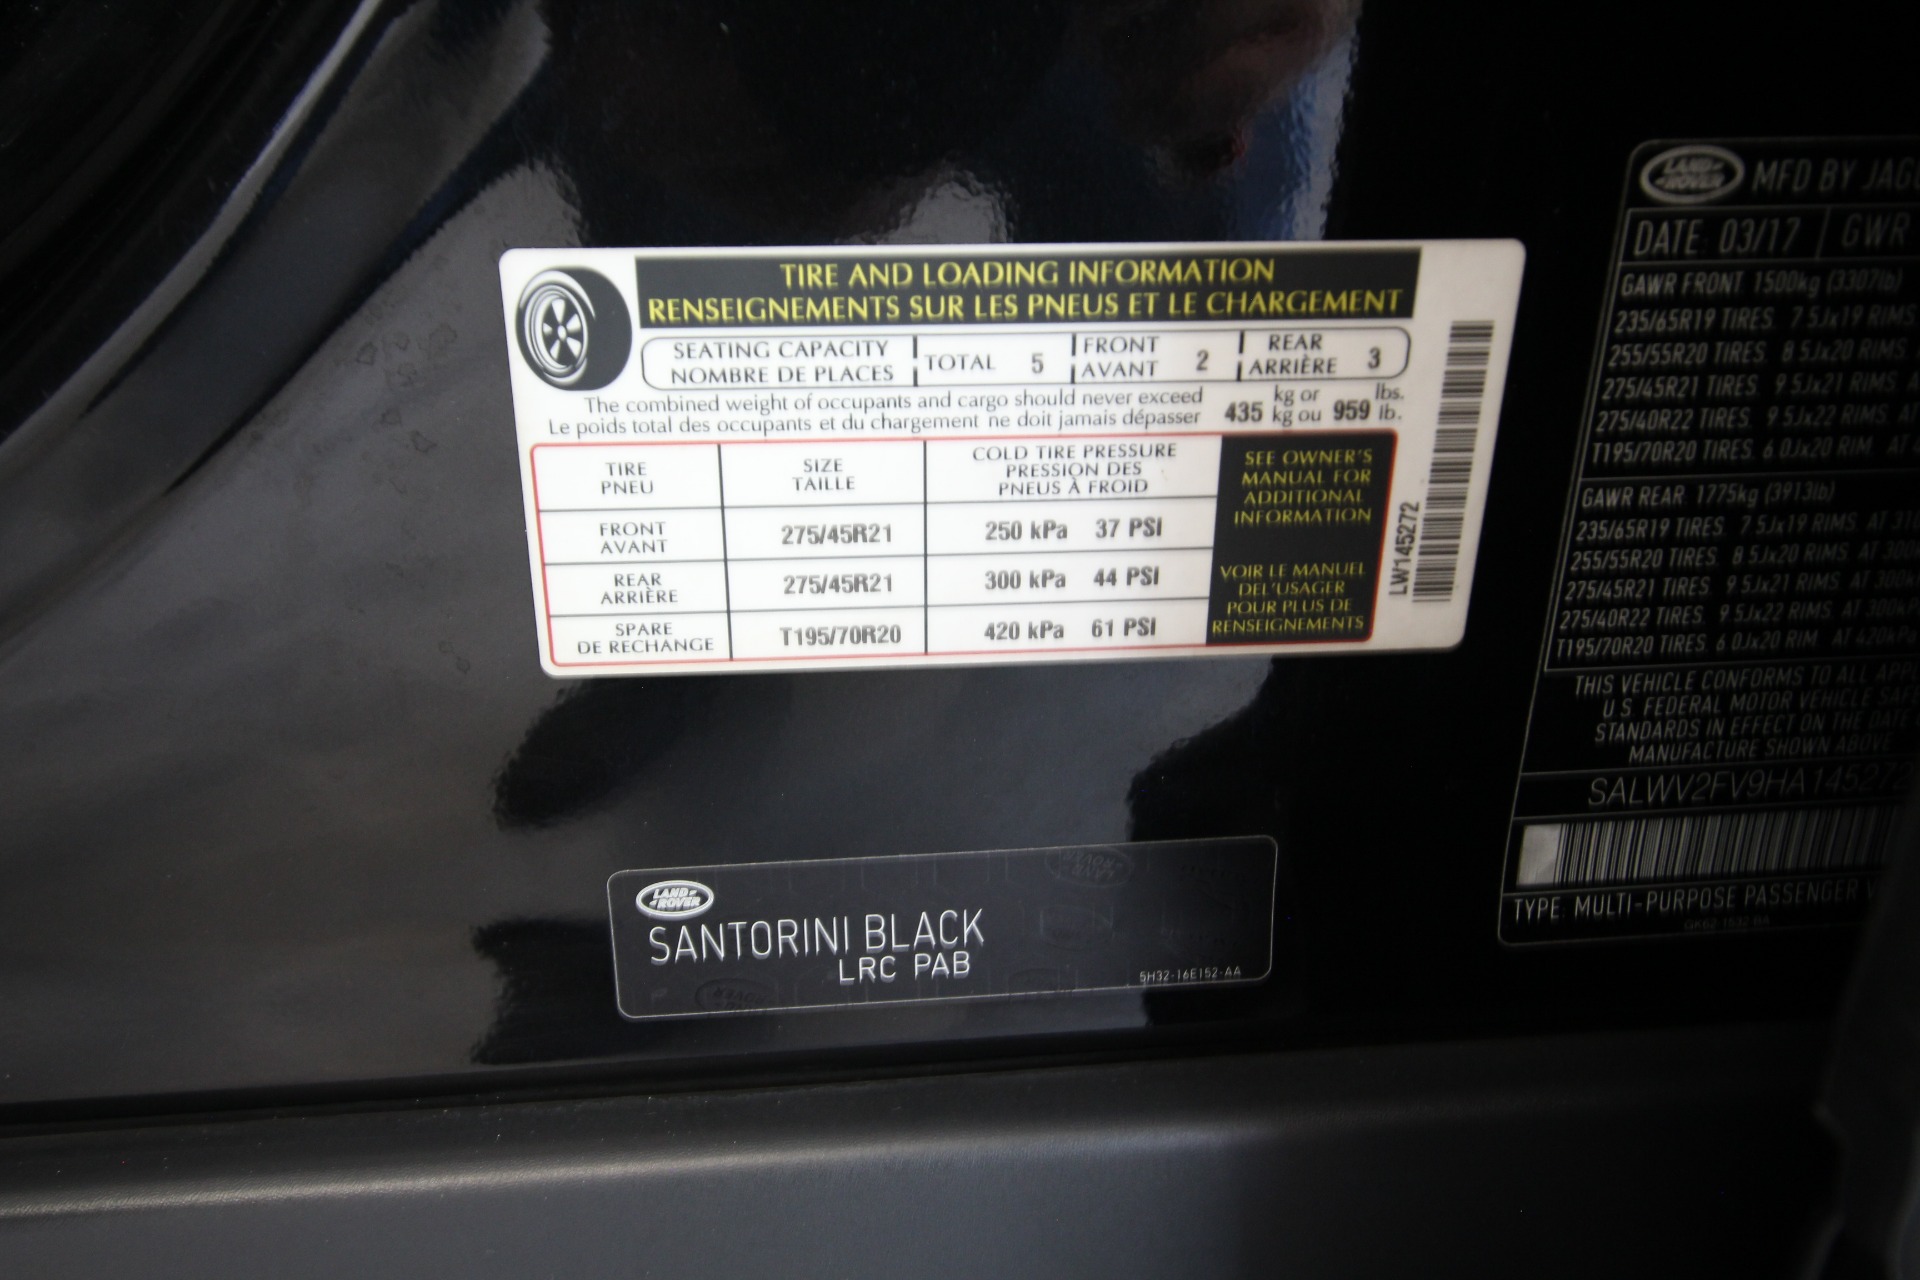 TIRE AND LOADING INFORMATION
RENSEIGNEMENTS SUR LES PNEUS ET LE CHARGEMENT
SEATING CAPACITY
NOMBRE DE PLACES
TOTAL 5
FRONT
AVANT 2
REAR
ARRIÈRE 3
The combined weight of occupants and cargo should never exceed
Le poids total des occupants et du chargement ne doit jamais dépasser
435 kg or
kg ou 959 lbs.
lb.
TIRE
PNEU
SIZE
TAILLE
COLD TIRE PRESSURE
PRESSION DES
PNEUS À FROID
FRONT
AVANT
275/45R21
250 kPa 37 PSI
REAR
ARRIÈRE
275/45R21
300 kPa 44 PSI
SPARE
DE RECHANGE
T195/70R20
420 kPa 61 PSI
SEE OWNER'S
MANUAL FOR
ADDITIONAL
INFORMATION
VOIR LE MANUEL
DEL'USAGER
POUR PLUS DE
RENSEIGNEMENTS
LW145272
LAND-
-ROVER
SANTORINI BLACK
LRC PAB
5H32-16E152-AA
LAND-
-ROVER
MFD BY
DATE 03/17 GWR
GAWR FRONT 1500kg (3307lb)
235/65R19 TIRES 7.5Jx19 RIMS
255/55R20 TIRES 8.5Jx20 RIMS
275/45R21 TIRES 9.5Jx21 RIMS
275/40R22 TIRES 9.5Jx22 RIMS AT
T195/70R20 TIRES 6.0Jx20 RIM AT
GAWR REAR 1775kg (3913lb)
235/65R19 TIRES 7.5Jx19 RIMS AT
255/55R20 TIRES 8.5Jx20 RIMS AT
275/45R21 TIRES 9.5Jx21 RIMS AT
275/40R22 TIRES 9.5Jx22 RIMS AT
T195/70R20 TIRES 6.0Jx20 RIM AT 420kPa
THIS VEHICLE CONFORMS TO ALL
U.S. FEDERAL MOTOR VEHICLE
STANDARDS IN EFFECT ON THE DATE
MANUFACTURE SHOWN ABOVE
SALWV2FV9HA145272
TYPE: MULTI-PURPOSE PASSENGER